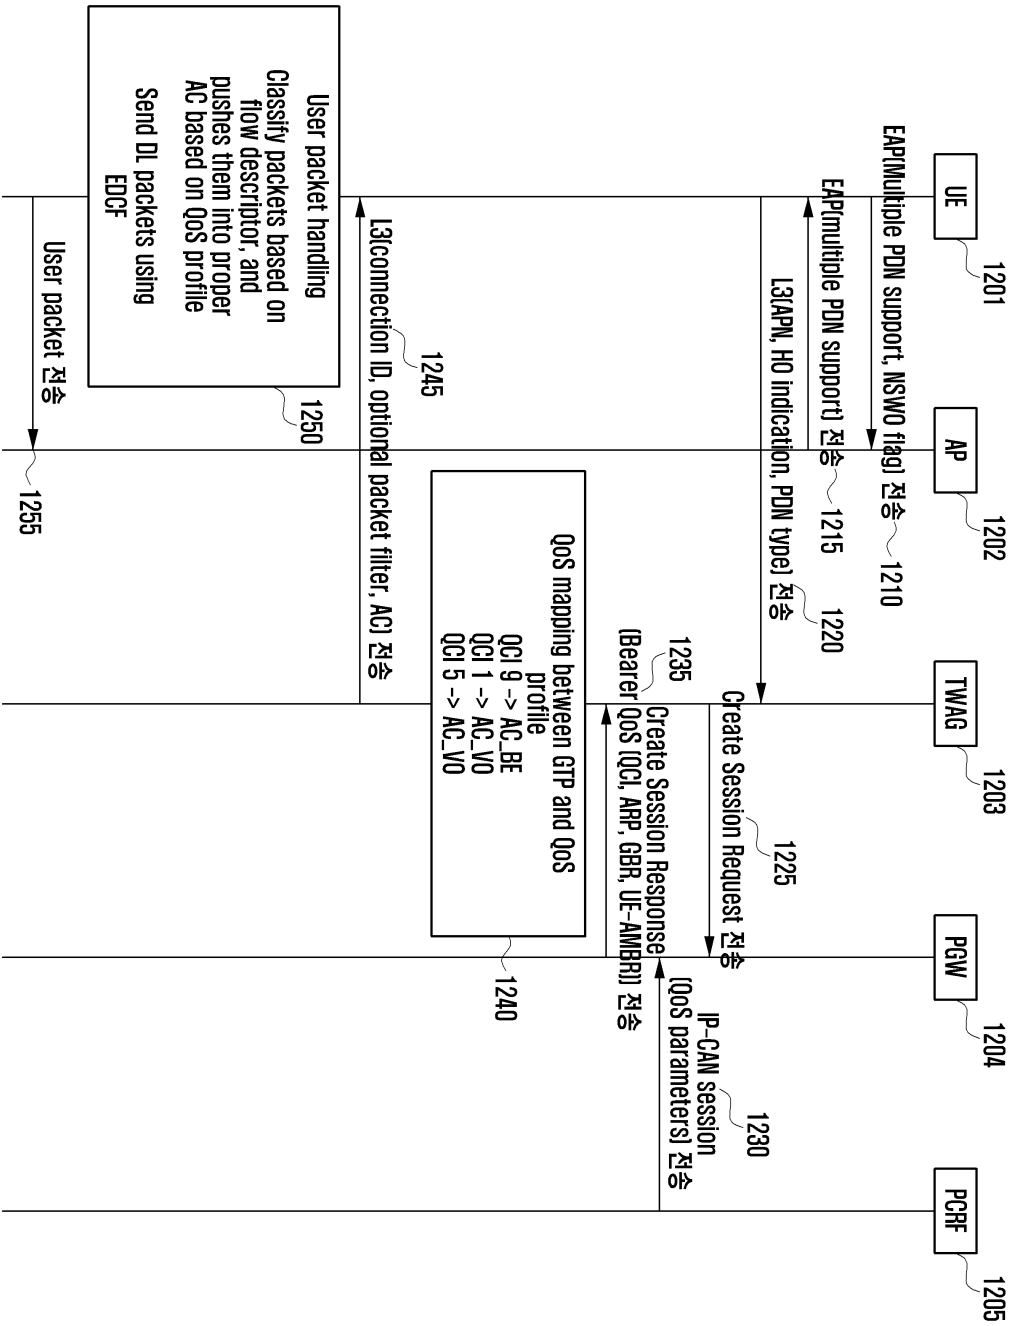 UE
1201
AP
1202
TWAG
1203
PGW
1204
PCRF
1205
EAP(Multiple PDN support, NSWO flag) 전송
1210
EAP(multiple PDN support) 전송
1215
L3(APN, HO indication, PDN type) 전송
1220
Create Session Request 전송
1225
IP-CAN session
(QoS parameters) 전송
1230
1235
Create Session Response
(Bearer QoS (QCI, ARP, GBR, UE-AMBR)) 전송
QoS mapping between GTP and QoS
profile
QCI 9 -> AC_BE
QCI 1 -> AC_VO
QCI 5 -> AC_VO
1240
1245
L3(connection ID, optional packet filter, AC) 전송
User packet handling
Classify packets based on
flow descriptor, and
pushes them into proper
AC based on QoS profile
Send DL packets using
EDCF
1250
User packet 전송
1255